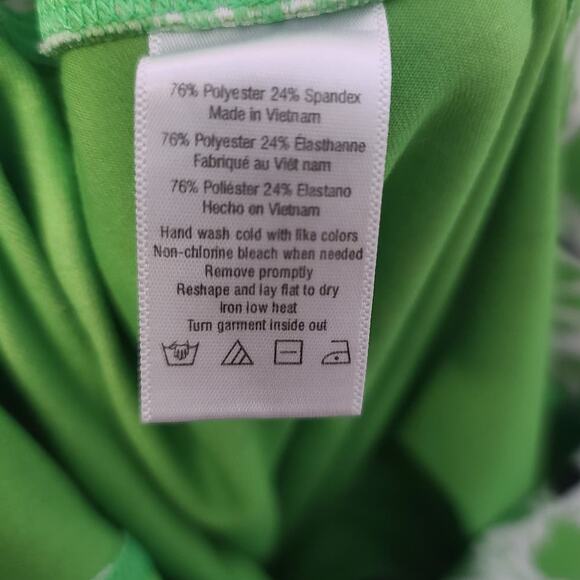 76% Polyester 24% Spandex
Made in Vietnam
76% Polyester 24% Élasthanne
Fabriqué au Viêt nam
76% Poliéster 24% Elastano
Hecho en Vietnam
Hand wash cold with like colors
Non-chlorine bleach when needed
Remove promptly
Reshape and lay flat to dry
Iron low heat
Turn garment inside out